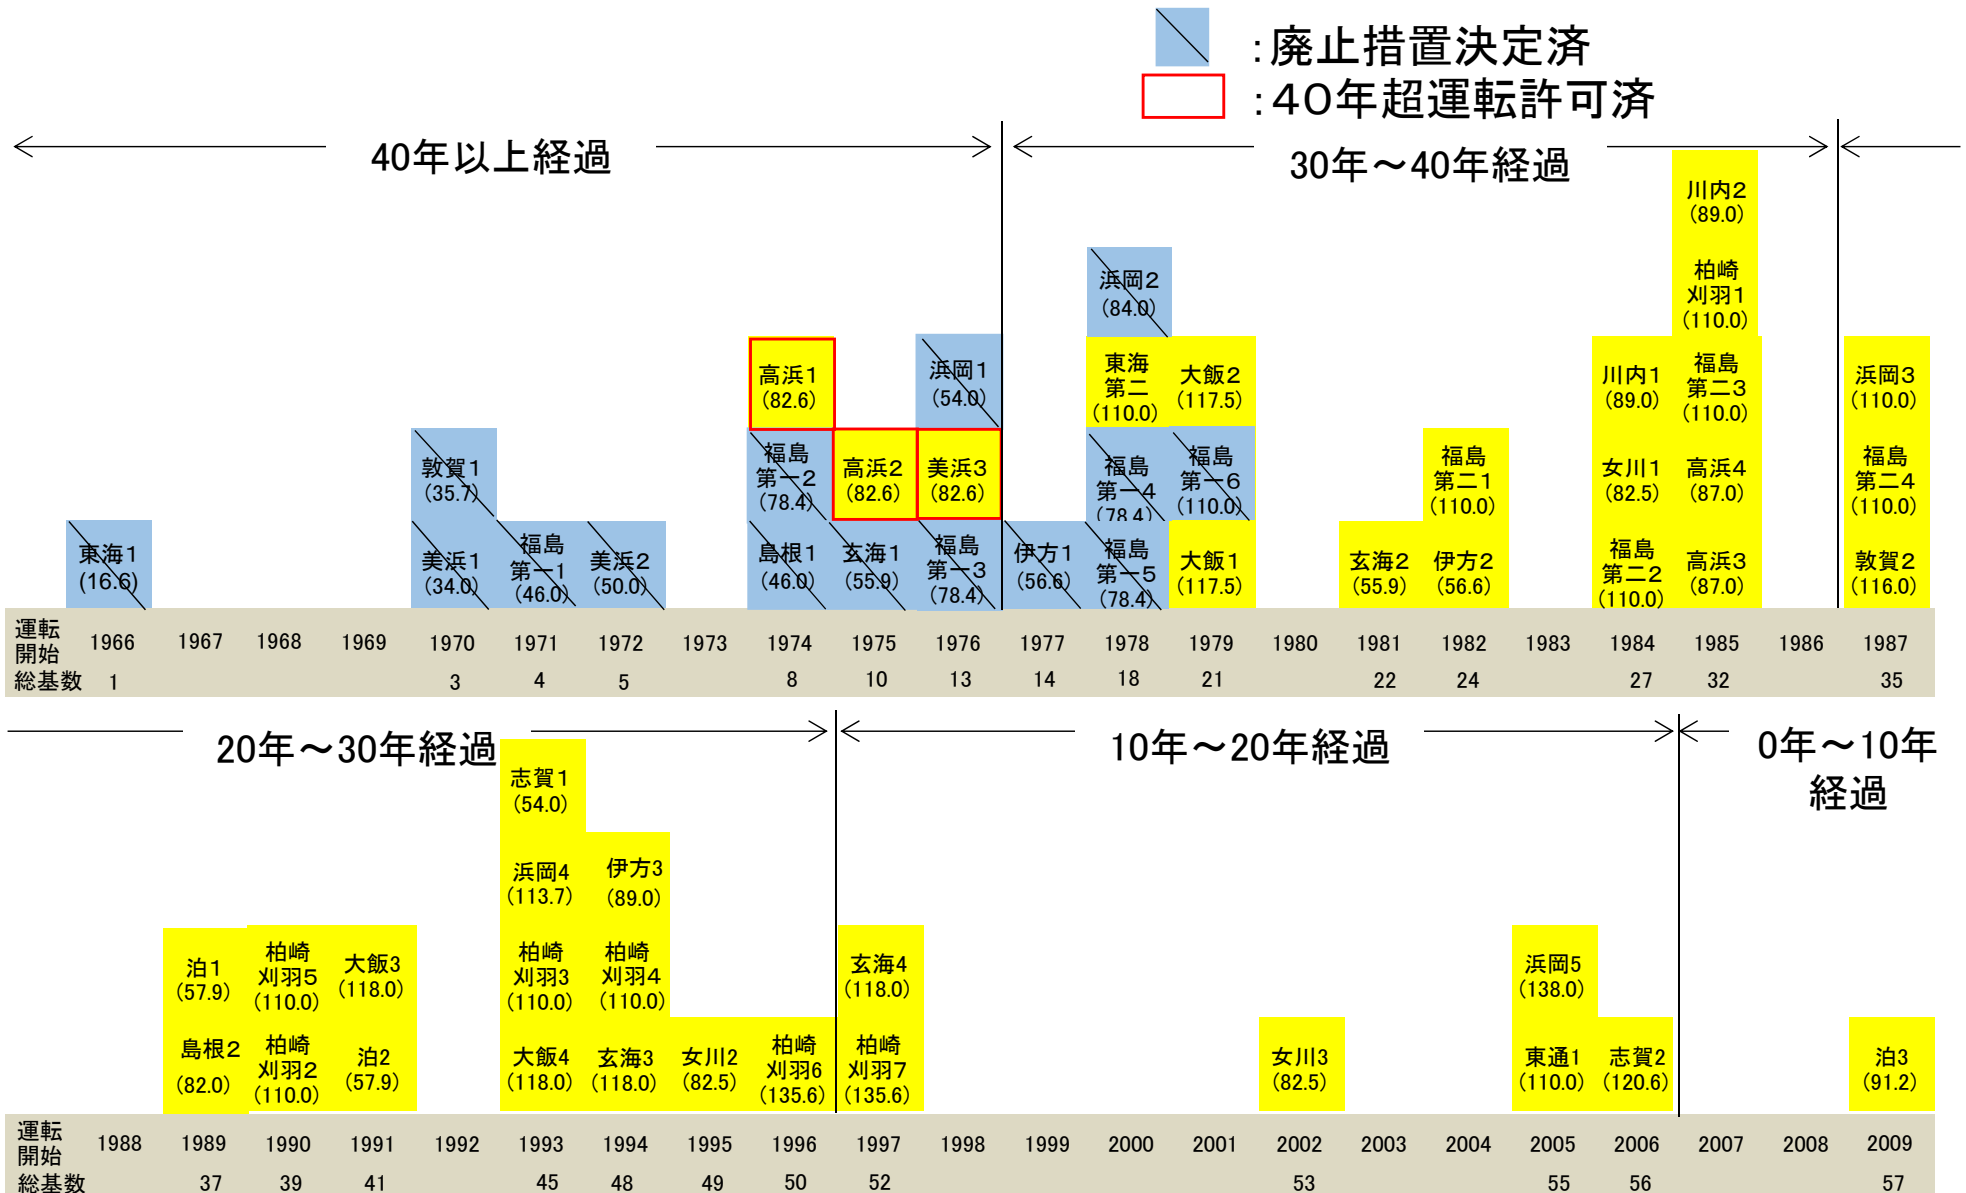 ：廃止措置決定済
：４０年超運転許可済
40年以上経過
30年～40年経過
川内２
(89.0)
柏崎
刈羽１
(110.0)
浜岡２
(84.0)
高浜１
(82.6)
浜岡１
(54.0)
東海
第二
(110.0)
大飯２
(117.5)
川内１
(89.0)
福島
第二３
(110.0)
浜岡３
(110.0)
敦賀１
(35.7)
福島
第一２
(78.4)
高浜２
(82.6)
美浜３
(82.6)
福島
第一４
(78.4)
福島
第一６
(110.0)
福島
第二１
(110.0)
女川１
(82.5)
高浜４
(87.0)
福島
第二４
(110.0)
東海１
(16.6)
美浜１
(34.0)
福島
第一１
(46.0)
美浜２
(50.0)
島根１
(46.0)
玄海１
(55.9)
福島
第一３
(78.4)
伊方１
(56.6)
福島
第一５
(78.4)
大飯１
(117.5)
玄海２
(55.9)
伊方２
(56.6)
福島
第二２
(110.0)
高浜３
(87.0)
敦賀２
(116.0)
運転
開始 1966 1967 1968 1969 1970 1971 1972 1973 1974 1975 1976 1977 1978 1979 1980 1981 1982 1983 1984 1985 1986 1987
総基数 1 3 4 5 8 10 13 14 18 21 22 24 27 32 35
20年～30年経過
10年～20年経過
0年～10年
経過
志賀１
(54.0)
浜岡４
(113.7)
伊方３
(89.0)
泊１
(57.9)
柏崎
刈羽５
(110.0)
大飯３
(118.0)
柏崎
刈羽３
(110.0)
柏崎
刈羽４
(110.0)
玄海４
(118.0)
浜岡５
(138.0)
島根２
(82.0)
柏崎
刈羽２
(110.0)
泊２
(57.9)
大飯４
(118.0)
玄海３
(118.0)
女川２
(82.5)
柏崎
刈羽６
(135.6)
柏崎
刈羽７
(135.6)
女川３
(82.5)
東通１
(110.0)
志賀２
(120.6)
泊３
(91.2)
運転
開始 1988 1989 1990 1991 1992 1993 1994 1995 1996 1997 1998 1999 2000 2001 2002 2003 2004 2005 2006 2007 2008 2009
総基数 37 39 41 45 48 49 50 52 53 55 56 57